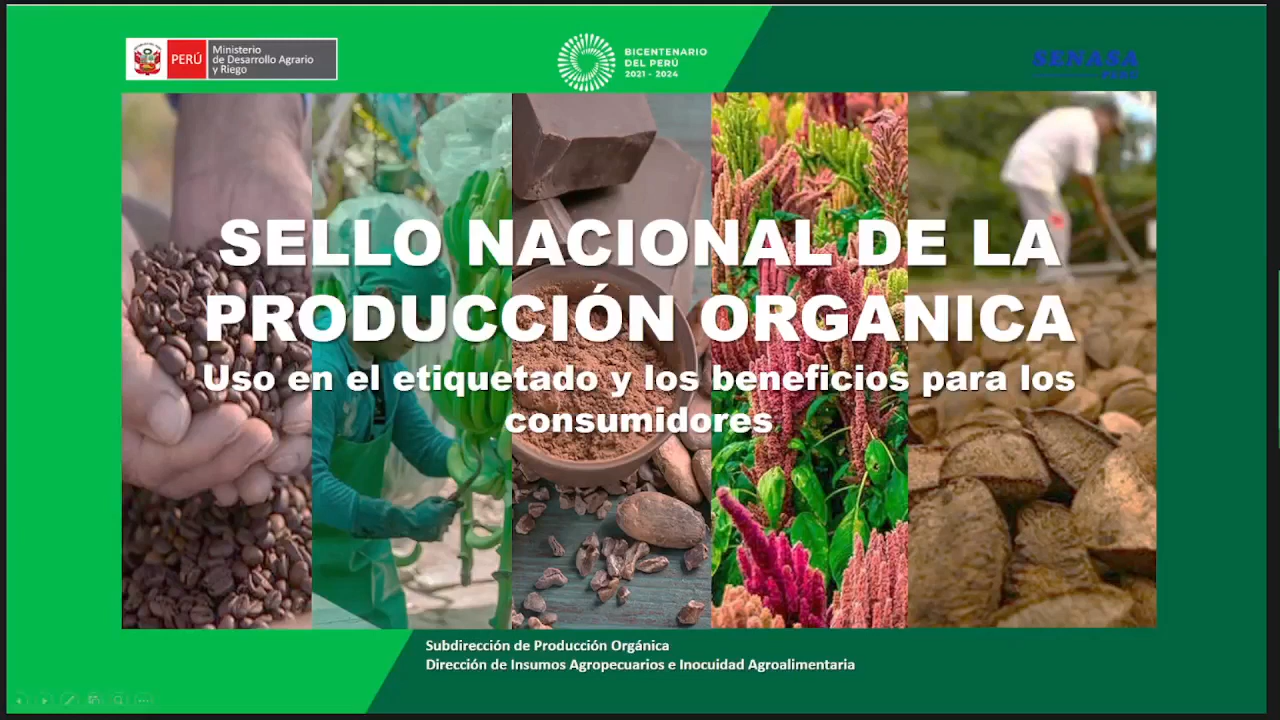 PERÚ
Ministerio
de Desarrollo Agrario
y Riego
BICENTENARIO
DEL PERÚ
2021 - 2024
SENASA
PERÚ
SELLO NACIONAL DE LA
PRODUCCIÓN ORGANICA
Uso en el etiquetado y los beneficios para los
consumidores
Subdirección de Producción Orgánica
Dirección de Insumos Agropecuarios e Inocuidad Agroalimentaria